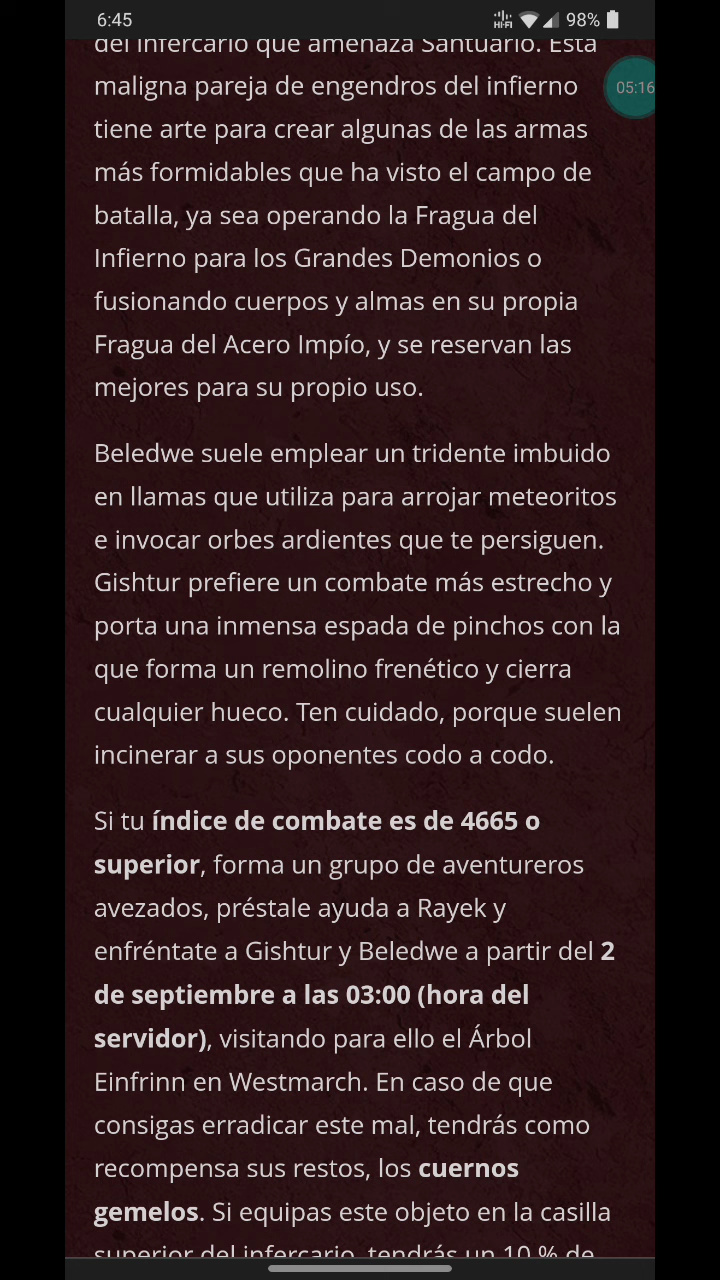 6:45
HI-FI
98%
del infercario que amenaza Santuario. Esta
maligna pareja de engendros del infierno
05:16
tiene arte para crear algunas de las armas
más formidables que ha visto el campo de
batalla, ya sea operando la Fragua del
Infierno para los Grandes Demonios o
fusionando cuerpos y almas en su propia
Fragua del Acero Impío, y se reservan las
mejores para su propio uso.
Beledwe suele emplear un tridente imbuido
en llamas que utiliza para arrojar meteoritos
e invocar orbes ardientes que te persiguen.
Gishtur prefiere un combate más estrecho y
porta una inmensa espada de pinchos con la
que forma un remolino frenético y cierra
cualquier hueco. Ten cuidado, porque suelen
incinerar a sus oponentes codo a codo.
Si tu índice de combate es de 4665 o
superior, forma un grupo de aventureros
avezados, préstale ayuda a Rayek y
enfréntate a Gishtur y Beledwe a partir del 2
de septiembre a las 03:00 (hora del
servidor), visitando para ello el Árbol
Einfrinn en Westmarch. En caso de que
consigas erradicar este mal, tendrás como
recompensa sus restos, los cuernos
gemelos. Si equipas este objeto en la casilla
superior del infercario, tendrás un 10 % de